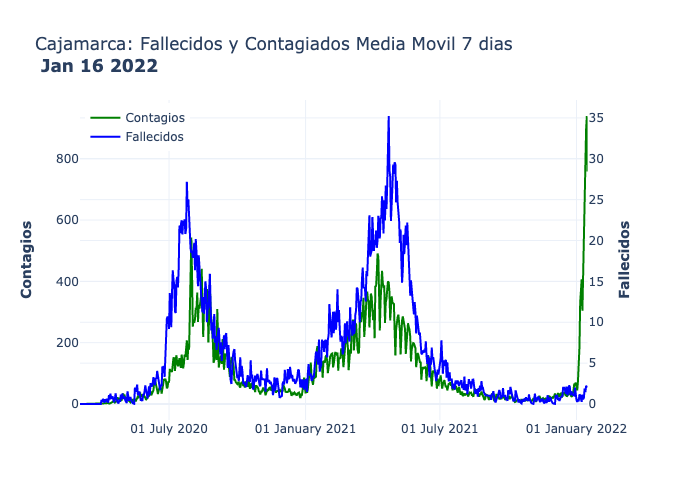 Cajamarca: Fallecidos y Contagiados Media Movil 7 dias
Jan 16 2022
Contagios
Fallecidos
800
600
400
200
0
35
30
25
20
15
10
5
0
Contagios
Fallecidos
01 July 2020
01 January 2021
01 July 2021
01 January 2022